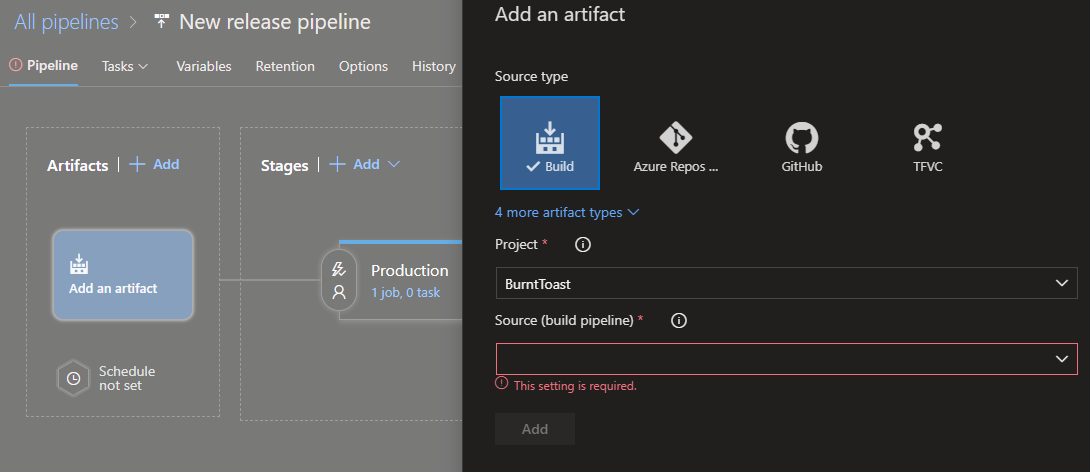 All pipelines > New release pipeline
Pipeline Tasks Variables Retention Options History
Artifacts | + Add
Stages | + Add
Add an artifact
Schedule
not set
Production
1 job, 0 task
Add an artifact
Source type
Build
Azure Repos ...
GitHub
TFVC
4 more artifact types
Project *
BurntToast
Source (build pipeline) *
This setting is required.
Add